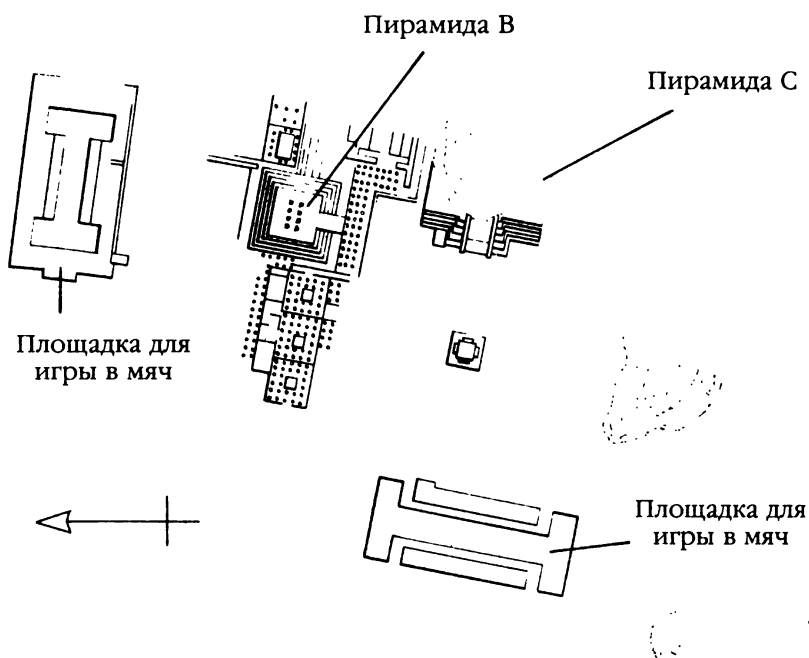 Пирамида В
Пирамида С
Площадка для
игры в мяч
Площадка для
игры в мяч